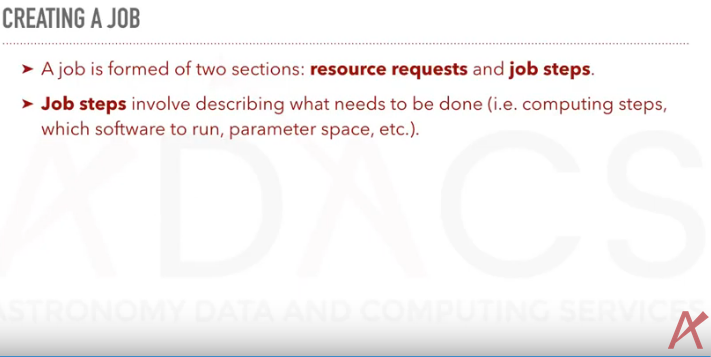 CREATING A JOB
➤ A job is formed of two sections: resource requests and job steps.
➤ Job steps involve describing what needs to be done (i.e. computing steps,
which software to run, parameter space, etc.).
ADACS
ASTRONOMY DATA AND COMPUTING SERVICES